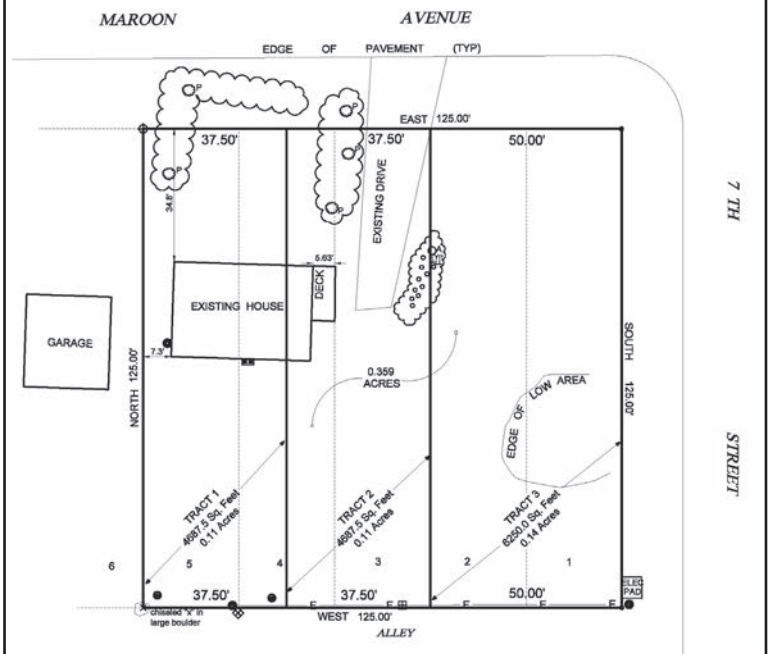 MAROON AVENUE
EDGE OF PAVEMENT (TYP)
P
P
P
P
P
EAST 125.00'
37.50'
37.50'
50.00'
34.8'
EXISTING DRIVE
7 TH
STREET
5.63'
DECK
EXISTING HOUSE
GARAGE
7.3'
NORTH 125.00'
SOUTH 125.00'
0.359
ACRES
EDGE OF LOW AREA
TRACT 1
4687.5 Sq. Feet
0.11 Acres
TRACT 2
4687.5 Sq. Feet
0.11 Acres
TRACT 3
6250.0 Sq. Feet
0.14 Acres
6 5 4 3 2 1
37.50'
37.50'
50.00'
E E E E E
ELEC
PAD
chiseled "x" in
large boulder
WEST 125.00'
ALLEY